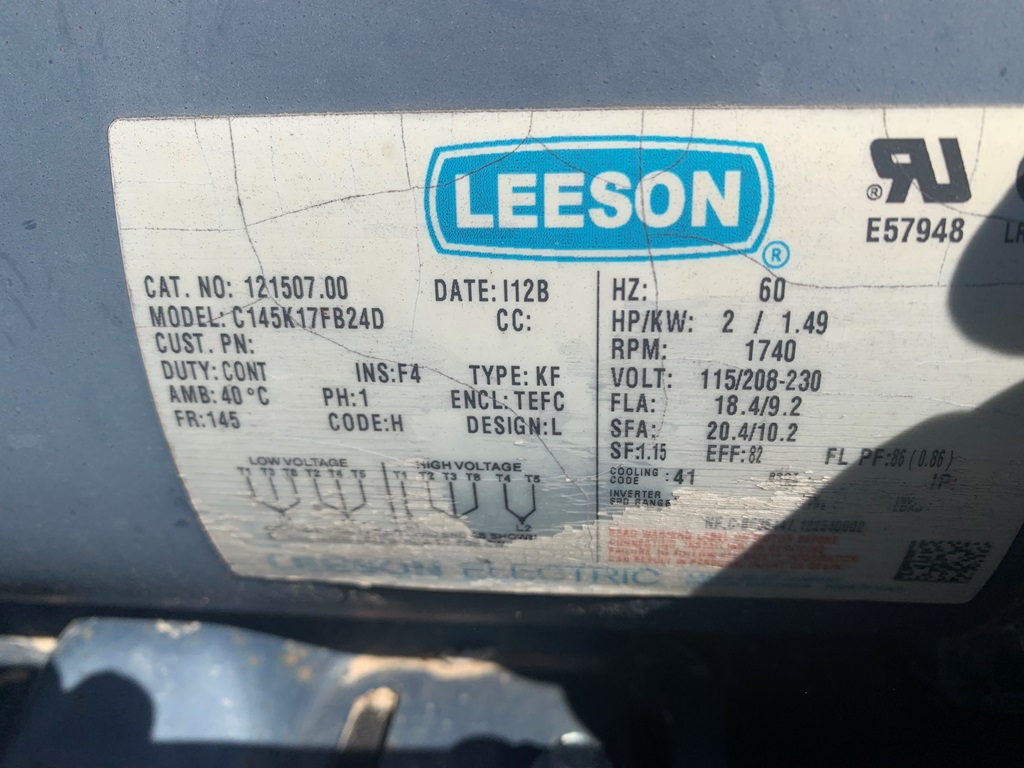 LEESON
®
®
E57948
CAT. NO: 121507.00
DATE: I12B
MODEL: C145K17FB24D
CC:
CUST. PN:
DUTY: CONT
INS: F4
TYPE: KF
AMB: 40°C
PH: 1
ENCL: TEFC
FR: 145
CODE: H
DESIGN: L
HZ: 60
HP/KW: 2 / 1.49
RPM: 1740
VOLT: 115/208-230
FLA: 18.4/9.2
SFA: 20.4/10.2
SF: 1.15
EFF: 82
FL PF: 86 (0.86)
COOLING CODE: 41
INVERTER
SPD RANGE
LOW VOLTAGE
T1 T3 T8 T2 T4 T5
HIGH VOLTAGE
T1 T2 T3 T8 T4 T5
L2
LEESON ELECTRIC